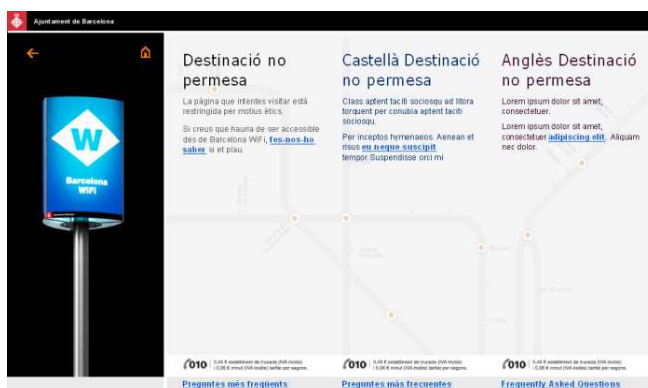 Ajuntament de Barcelona
W
Barcelona
WiFi
Destinació no
permesa
La pàgina que intentes visitar està
restringida per motius ètics.
Si creus que hauria de ser accessible
des de Barcelona WiFi, fes-nos-ho
saber si et plau.
Castellà Destinació
no permesa
Class aptent taciti sociosqu ad litora
torquent per conubia aptent taciti
sociosqu.
Per inceptos hymenaeos. Aenean et
risus eu neque suscipit
tempor.Suspendisse orci mi
Anglès Destinació
no permesa
Lorem ipsum dolor sit amet,
consectetuer.
Lorem ipsum dolor sit amet,
consectetuer adipiscing elit. Aliquam
nec dolor.
010
010
010
Preguntes més freqüents
Preguntes más frecuentes
Frequently Asked Questions